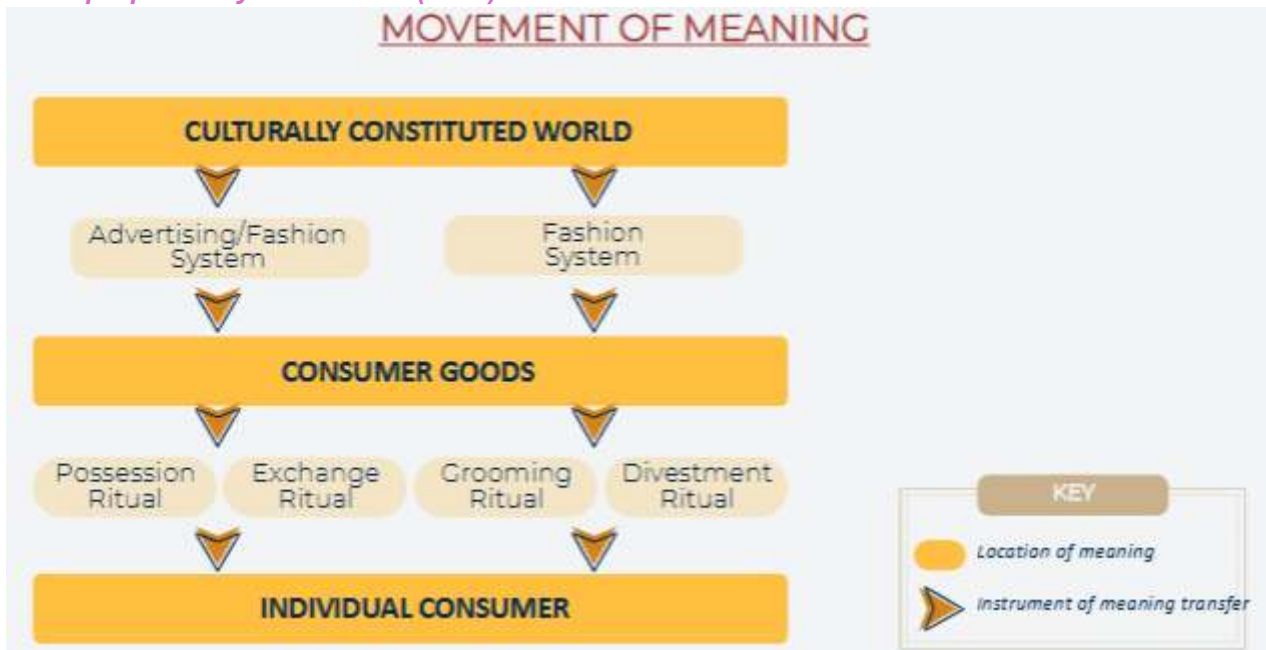 MOVEMENT OF MEANING
CULTURALLY CONSTITUTED WORLD
Advertising/Fashion
System
Fashion
System
CONSUMER GOODS
Possession
Ritual
Exchange
Ritual
Grooming
Ritual
Divestment
Ritual
INDIVIDUAL CONSUMER
KEY
Location of meaning
Instrument of meaning transfer